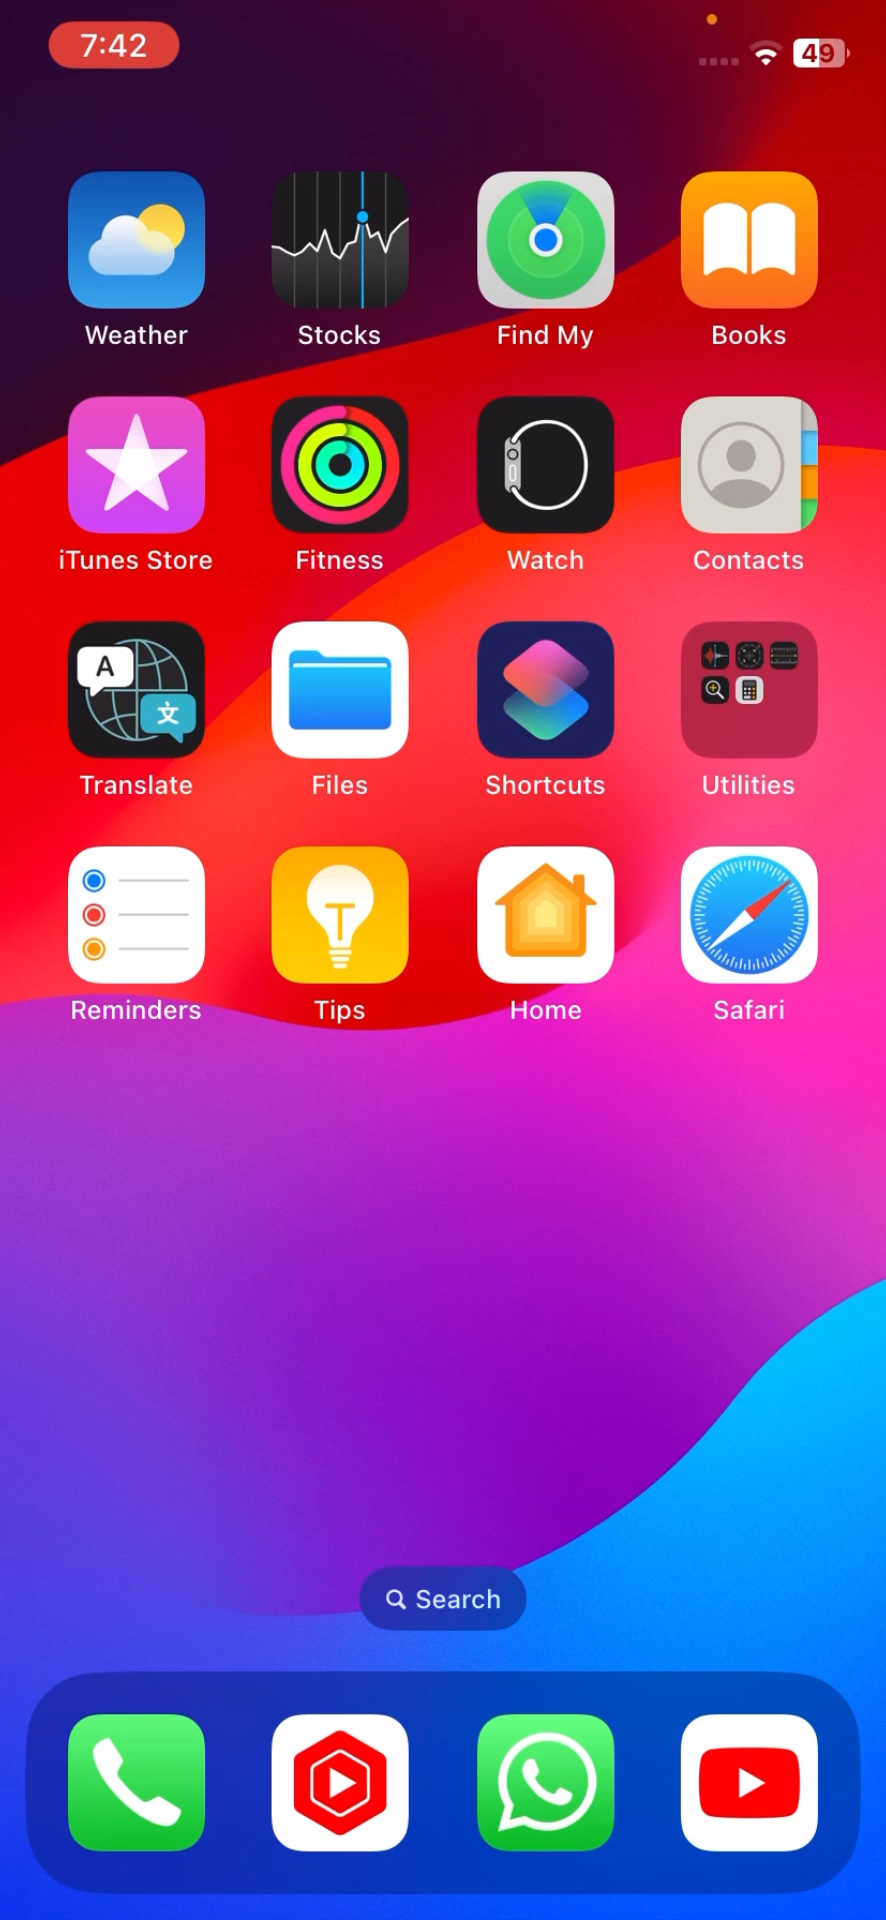 7:42
49
Weather Stocks Find My Books
iTunes Store Fitness Watch Contacts
A
文
Translate Files Shortcuts Utilities
Reminders Tips Home Safari
Search